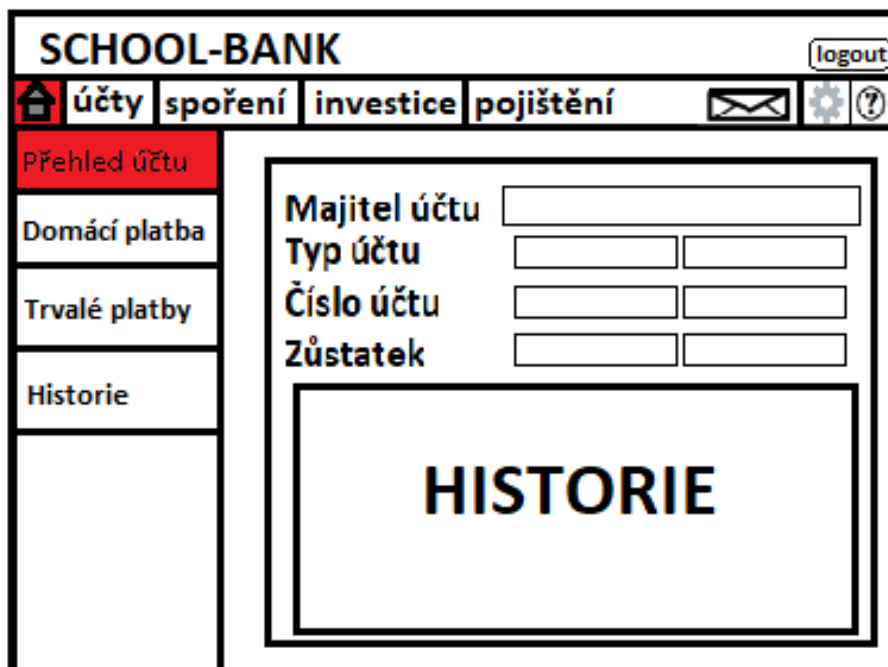 SCHOOL-BANK
logout
účty spoření investice pojištění ?
Přehled účtu
Domácí platba
Trvalé platby
Historie
Majitel účtu
Typ účtu
Číslo účtu
Zůstatek
HISTORIE